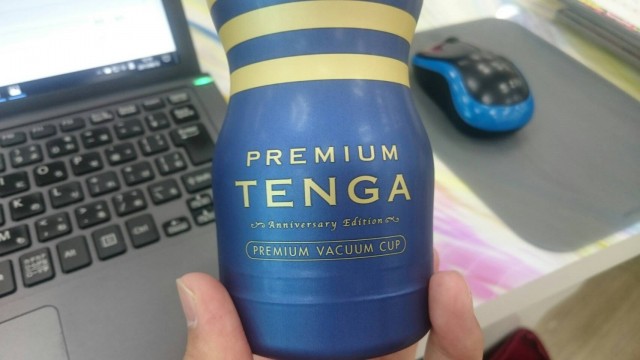 PREMIUM
TENGA
Anniversary Edition
PREMIUM VACUUM CUP